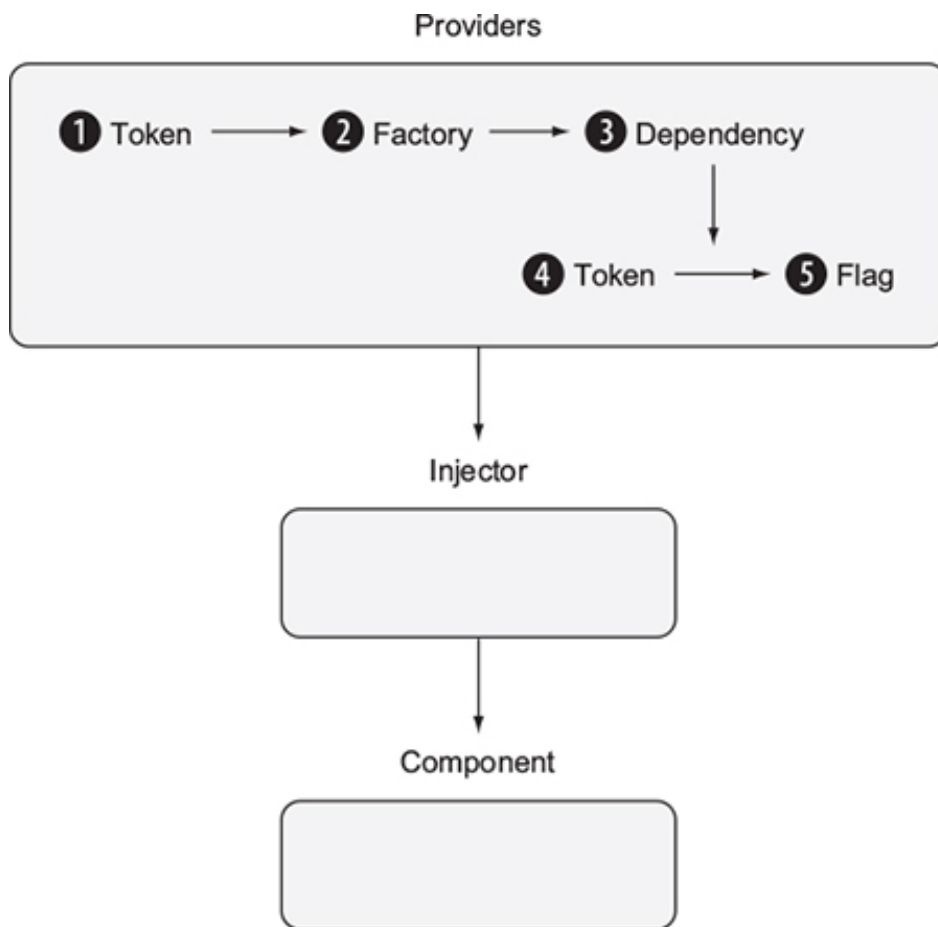 Providers
1 Token 2 Factory 3 Dependency
4 Token 5 Flag
Injector
Component